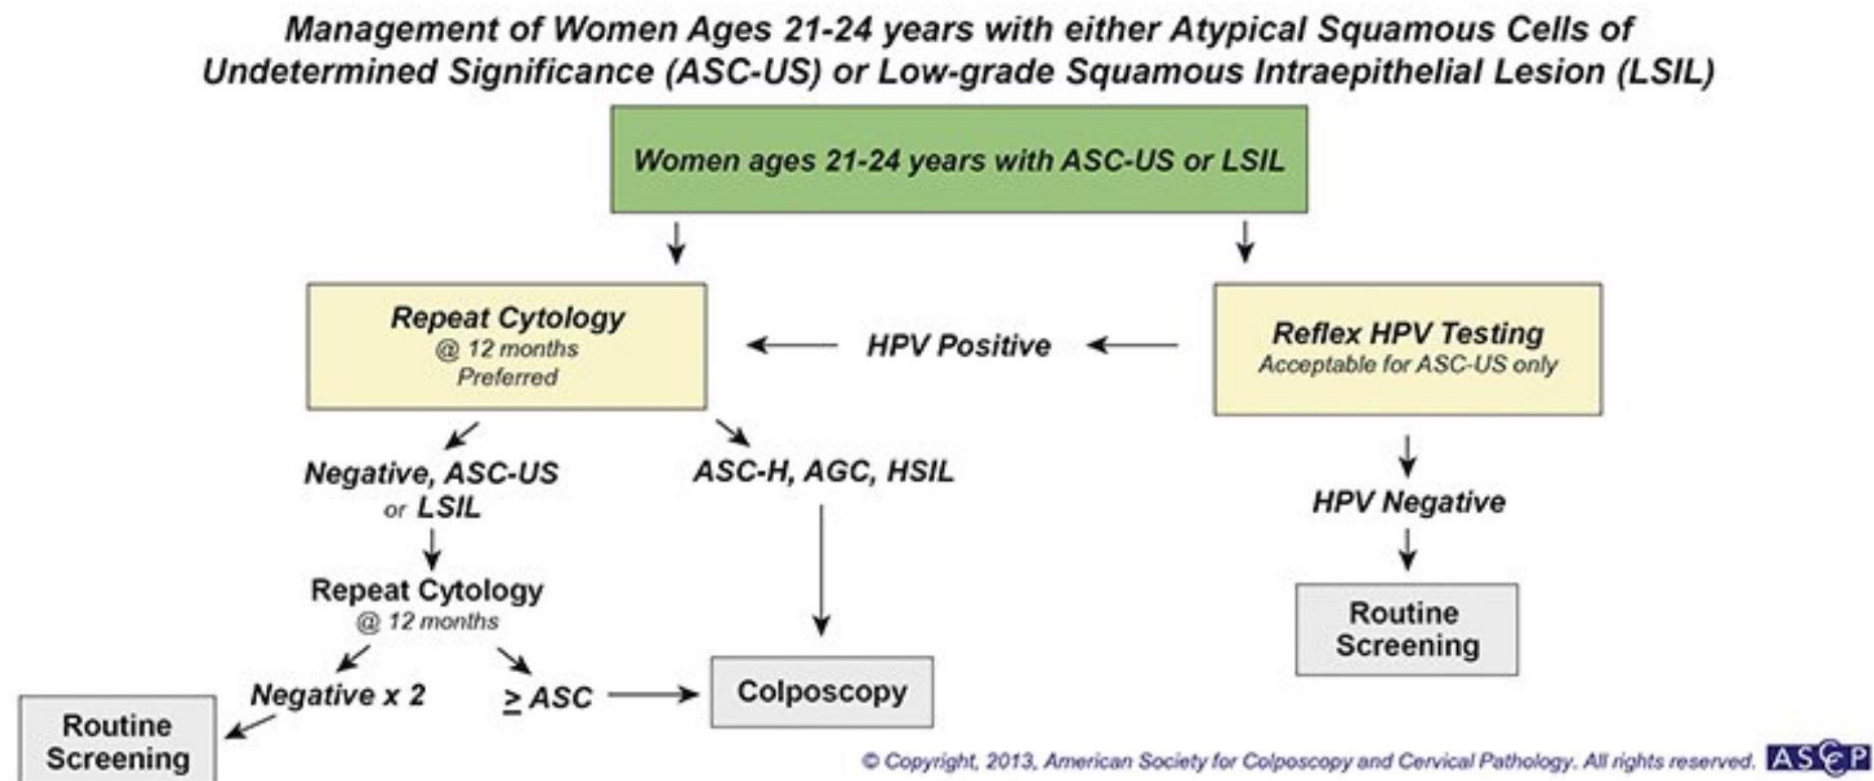 Management of Women Ages 21-24 years with either Atypical Squamous Cells of
Undetermined Significance (ASC-US) or Low-grade Squamous Intraepithelial Lesion (LSIL)
Women ages 21-24 years with ASC-US or LSIL
Repeat Cytology
@ 12 months
Preferred
HPV Positive
Reflex HPV Testing
Acceptable for ASC-US only
Negative, ASC-US
or LSIL
ASC-H, AGC, HSIL
HPV Negative
Repeat Cytology
@ 12 months
Routine
Screening
Negative x 2
≥ ASC
Colposcopy
Routine
Screening
© Copyright, 2013, American Society for Colposcopy and Cervical Pathology. All rights reserved.
ASCCP